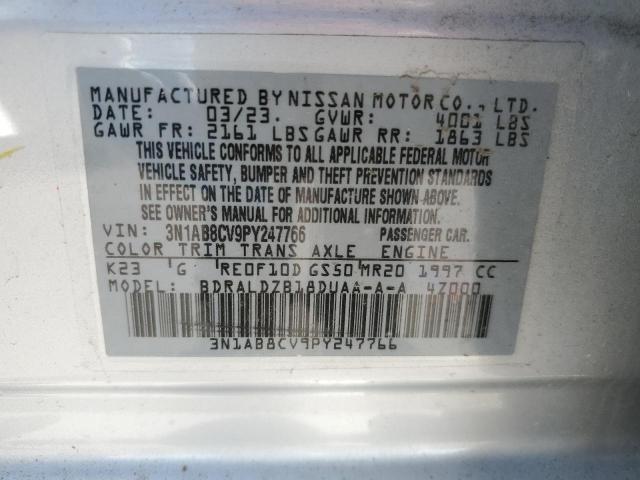 MANUFACTURED BY NISSAN MOTOR CO., LTD.
DATE: 03/23. GVWR: 4001 LBS
GAWR FR: 2161 LBS GAWR RR: 1863 LBS
THIS VEHICLE CONFORMS TO ALL APPLICABLE FEDERAL MOTOR
VEHICLE SAFETY, BUMPER AND THEFT PREVENTION STANDARDS
IN EFFECT ON THE DATE OF MANUFACTURE SHOWN ABOVE.
SEE OWNER'S MANUAL FOR ADDITIONAL INFORMATION.
VIN: 3N1AB8CV9PY247766 PASSENGER CAR.
COLOR TRIM TRANS AXLE ENGINE
K23 G RE0F10D GS50 MR20 1997 CC
MODEL: BDRALDZB18DUAA-A-A 4Z000
3N1AB8CV9PY247766